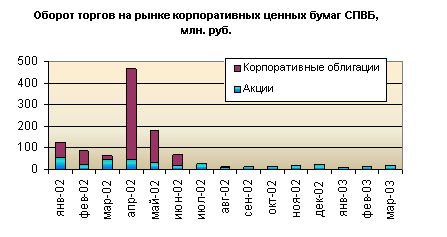 Оборот торгов на рынке корпоративных ценных бумаг СПВБ,
млн. руб.
500
400
300
200
100
0
Корпоративные облигации
Акции
янв-02
фев-02
мар-02
апр-02
май-02
июн-02
июл-02
авг-02
сен-02
окт-02
ноя-02
дек-02
янв-03
фев-03
мар-03